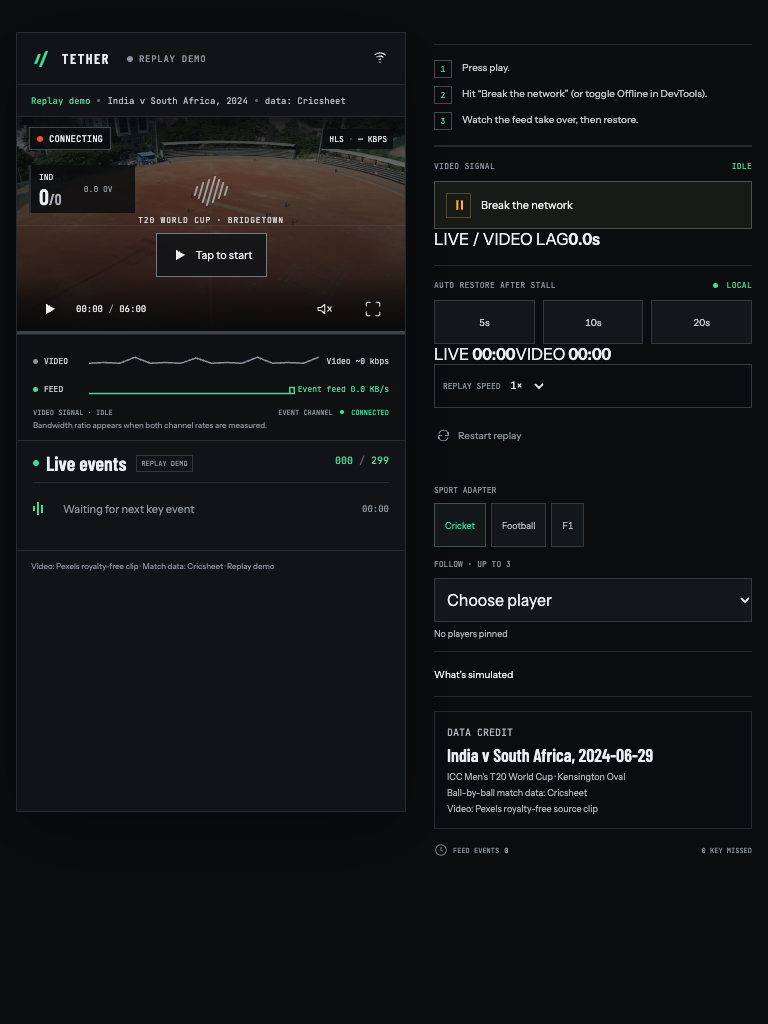 TETHER
REPLAY DEMO
Replay demo • India v South Africa, 2024 • data: Cricsheet
CONNECTING
HLS · — KBPS
IND
0/0
0.0 OV
T20 WORLD CUP · BRIDGETOWN
Tap to start
00:00 / 06:00
VIDEO
Video ~0 kbps
FEED
Event feed 0.0 KB/s
VIDEO SIGNAL · IDLE
EVENT CHANNEL • CONNECTED
Bandwidth ratio appears when both channel rates are measured.
Live events
REPLAY DEMO
000 / 299
Waiting for next key event
00:00
Video: Pexels royalty-free clip · Match data: Cricsheet · Replay demo
1 Press play.
2 Hit “Break the network” (or toggle Offline in DevTools).
3 Watch the feed take over, then restore.
VIDEO SIGNAL
IDLE
Break the network
LIVE / VIDEO LAG0.0s
AUTO RESTORE AFTER STALL
LOCAL
5s
10s
20s
LIVE 00:00VIDEO 00:00
REPLAY SPEED 1×
Restart replay
SPORT ADAPTER
Cricket
Football
F1
FOLLOW · UP TO 3
Choose player
No players pinned
What's simulated
DATA CREDIT
India v South Africa, 2024-06-29
ICC Men's T20 World Cup · Kensington Oval
Ball-by-ball match data: Cricsheet
Video: Pexels royalty-free source clip
FEED EVENTS 0
0 KEY MISSED